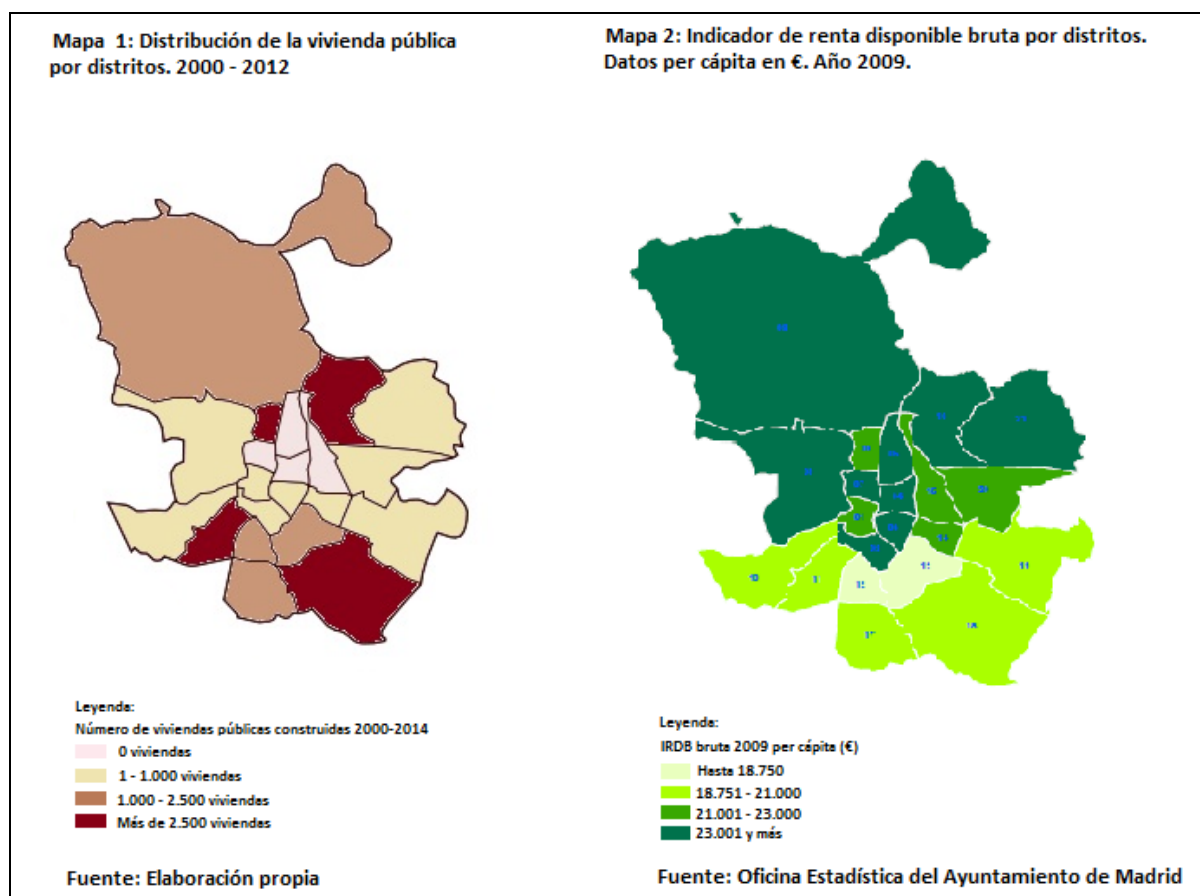 Mapa 1: Distribución de la vivienda pública
por distritos. 2000 - 2012
Leyenda:
Número de viviendas públicas construidas 2000-2014
0 viviendas
1 - 1.000 viviendas
1.000 - 2.500 viviendas
Más de 2.500 viviendas
Fuente: Elaboración propia
Mapa 2: Indicador de renta disponible bruta por distritos.
Datos per cápita en €. Año 2009.
Leyenda:
IRDB bruta 2009 per cápita (€)
Hasta 18.750
18.751 - 21.000
21.001 - 23.000
23.001 y más
Fuente: Oficina Estadística del Ayuntamiento de Madrid